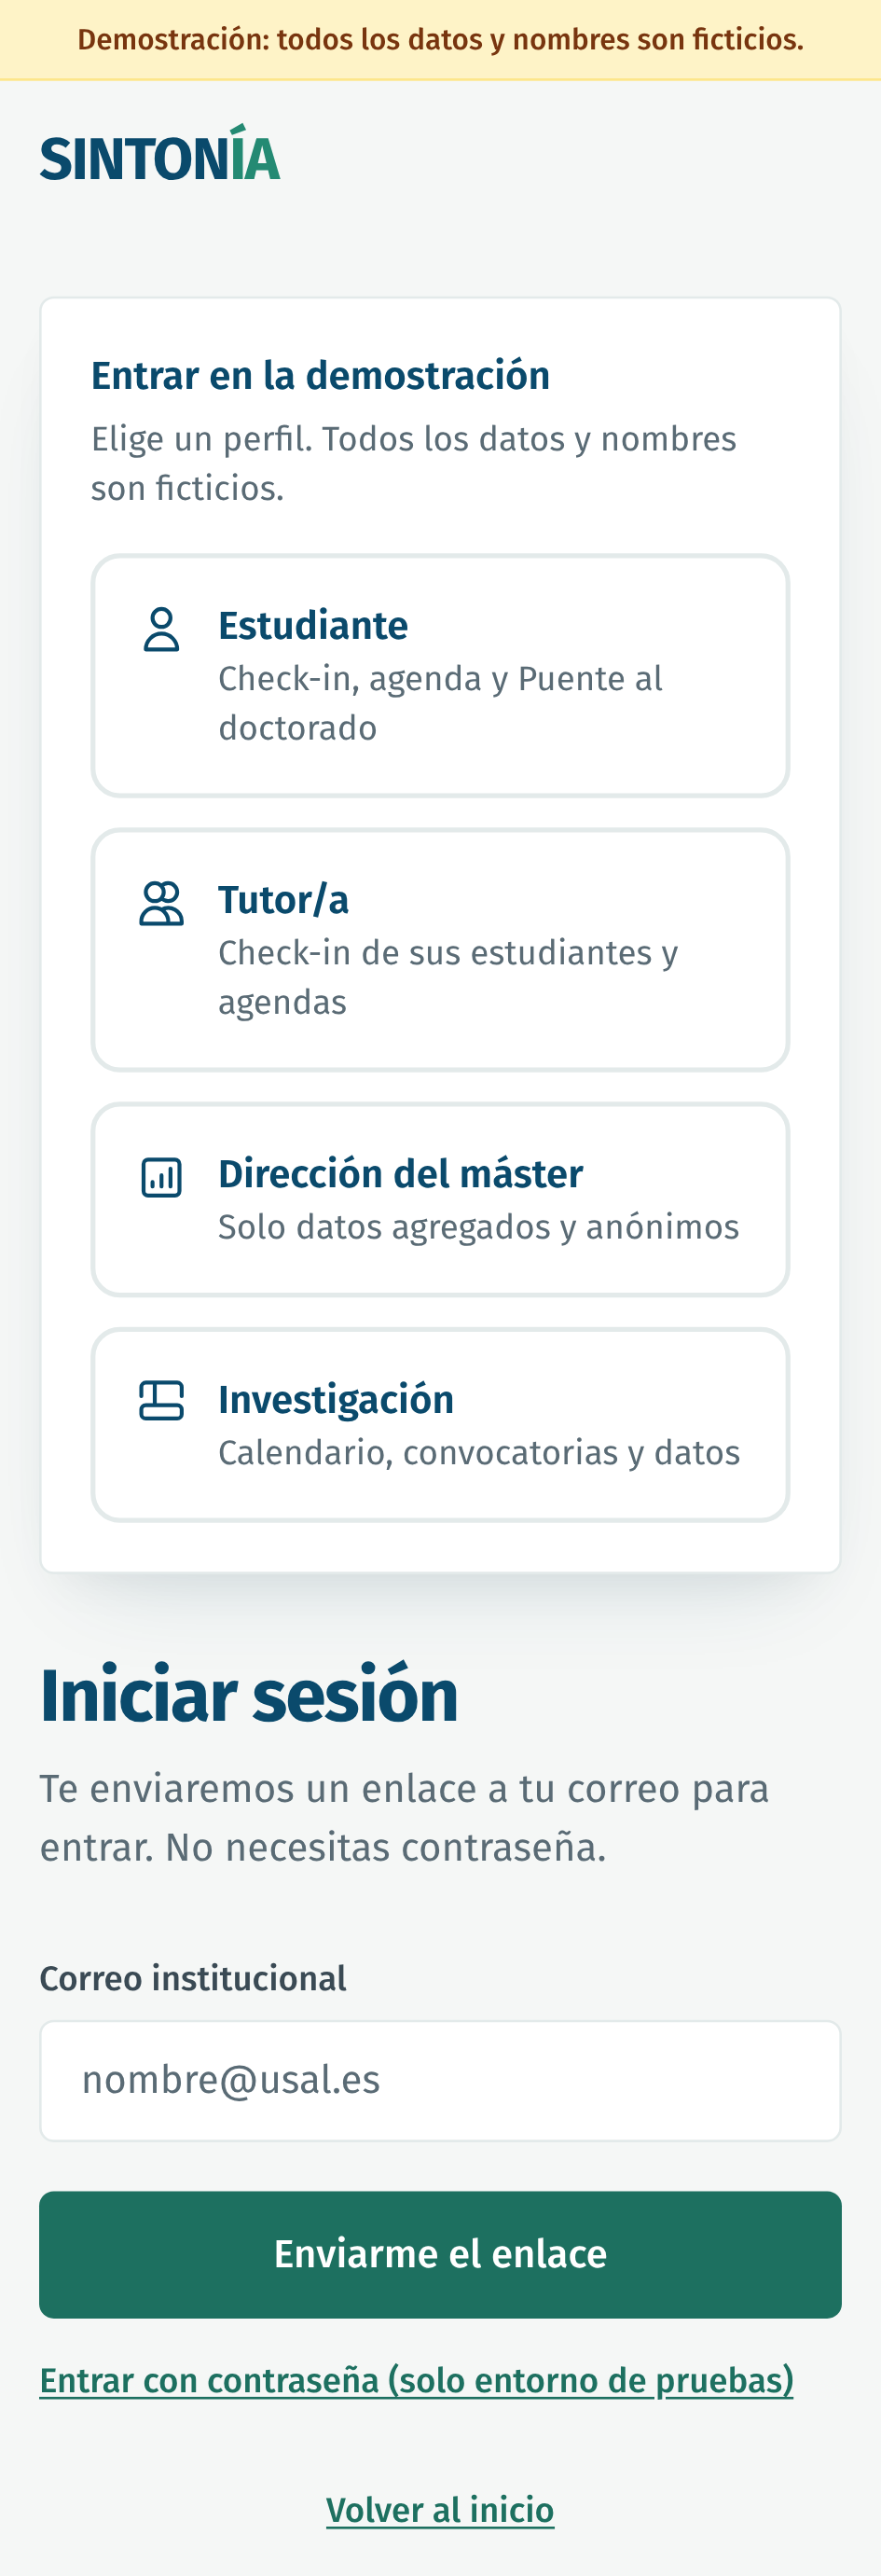 Demostración: todos los datos y nombres son ficticios.
SINTONÍA
Entrar en la demostración
Elige un perfil. Todos los datos y nombres
son ficticios.
Estudiante
Check-in, agenda y Puente al
doctorado
Tutor/a
Check-in de sus estudiantes y
agendas
Dirección del máster
Solo datos agregados y anónimos
Investigación
Calendario, convocatorias y datos
Iniciar sesión
Te enviaremos un enlace a tu correo para
entrar. No necesitas contraseña.
Correo institucional
nombre@usal.es
Enviarme el enlace
Entrar con contraseña (solo entorno de pruebas)
Volver al inicio